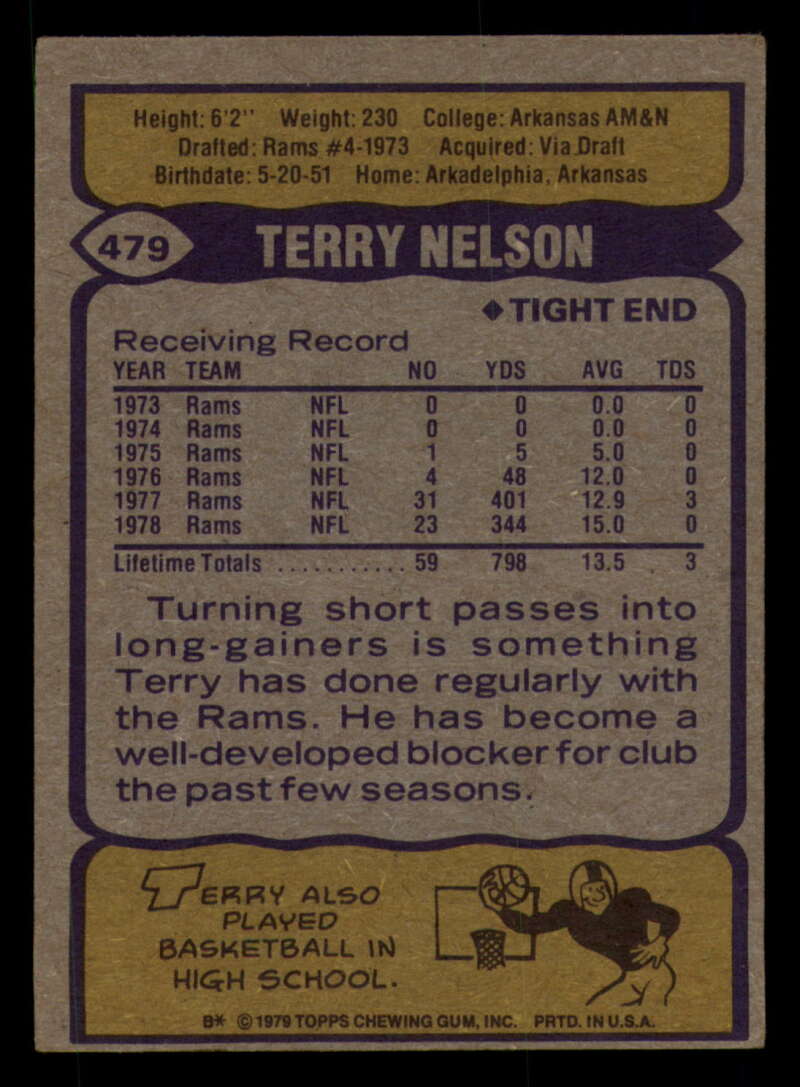 Height: 6'2" Weight: 230 College: Arkansas AM&N
Drafted: Rams #4-1973 Acquired: Via Draft
Birthdate: 5-20-51 Home: Arkadelphia, Arkansas
479 TERRY NELSON
◆TIGHT END
Receiving Record
YEAR TEAM NO YDS AVG TDS
1973 Rams NFL 0 0 0.0 0
1974 Rams NFL 0 0 0.0 0
1975 Rams NFL 1 5 5.0 0
1976 Rams NFL 4 48 12.0 0
1977 Rams NFL 31 401 12.9 3
1978 Rams NFL 23 344 15.0 0
Lifetime Totals ........... 59 798 13.5 3
Turning short passes into
long-gainers is something
Terry has done regularly with
the Rams. He has become a
well-developed blocker for club
the past few seasons.
TERRY ALSO
PLAYED
BASKETBALL IN
HIGH SCHOOL.
B* ©1979 TOPPS CHEWING GUM, INC. PRTD. IN U.S.A.